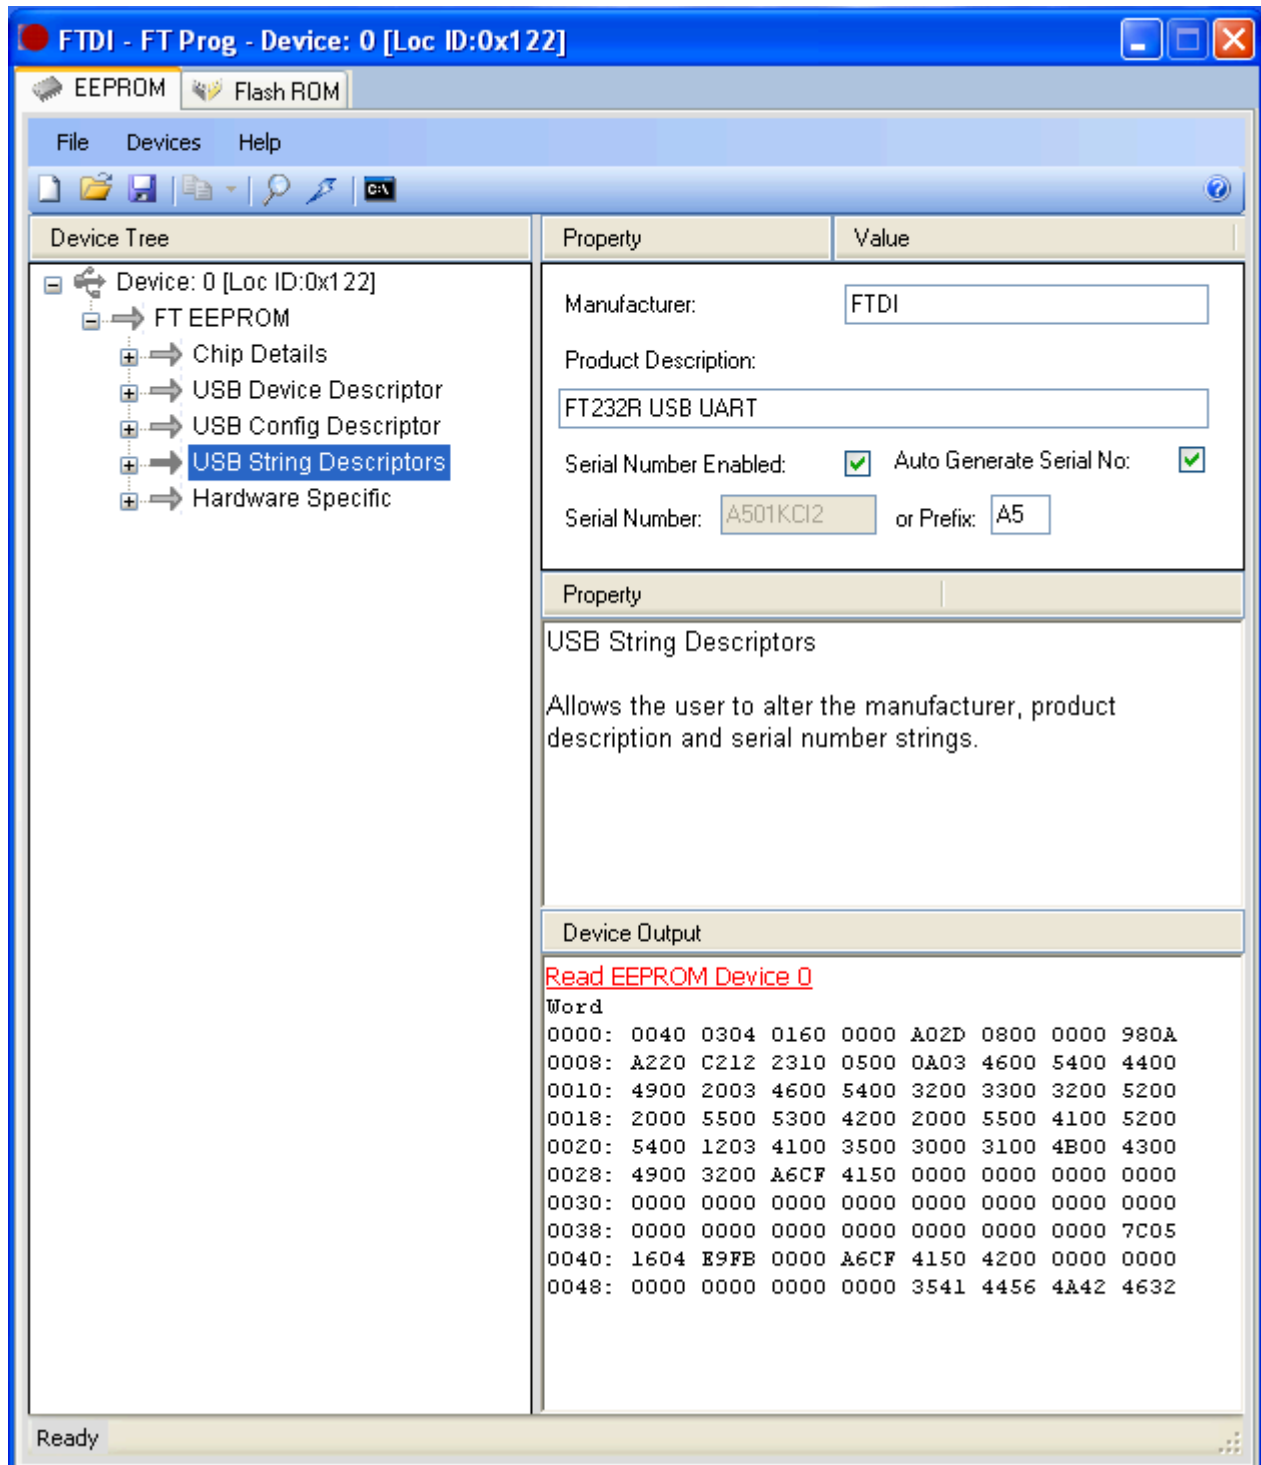 FTDI - FT Prog - Device: 0 [Loc ID:0x122]
EEPROM Flash ROM
File Devices Help
C:\
Device Tree
Device: 0 [Loc ID:0x122]
FT EEPROM
Chip Details
USB Device Descriptor
USB Config Descriptor
USB String Descriptors
Hardware Specific
Property Value
Manufacturer: FTDI
Product Description:
FT232R USB UART
Serial Number Enabled: Auto Generate Serial No:
Serial Number: A501KCI2 or Prefix: A5
Property
USB String Descriptors
Allows the user to alter the manufacturer, product
description and serial number strings.
Device Output
Read EEPROM Device 0
Word
0000: 0040 0304 0160 0000 A02D 0800 0000 980A
0008: A220 C212 2310 0500 0A03 4600 5400 4400
0010: 4900 2003 4600 5400 3200 3300 3200 5200
0018: 2000 5500 5300 4200 2000 5500 4100 5200
0020: 5400 1203 4100 3500 3000 3100 4B00 4300
0028: 4900 3200 A6CF 4150 0000 0000 0000 0000
0030: 0000 0000 0000 0000 0000 0000 0000 0000
0038: 0000 0000 0000 0000 0000 0000 0000 7C05
0040: 1604 E9FB 0000 A6CF 4150 4200 0000 0000
0048: 0000 0000 0000 0000 3541 4456 4A42 4632
Ready